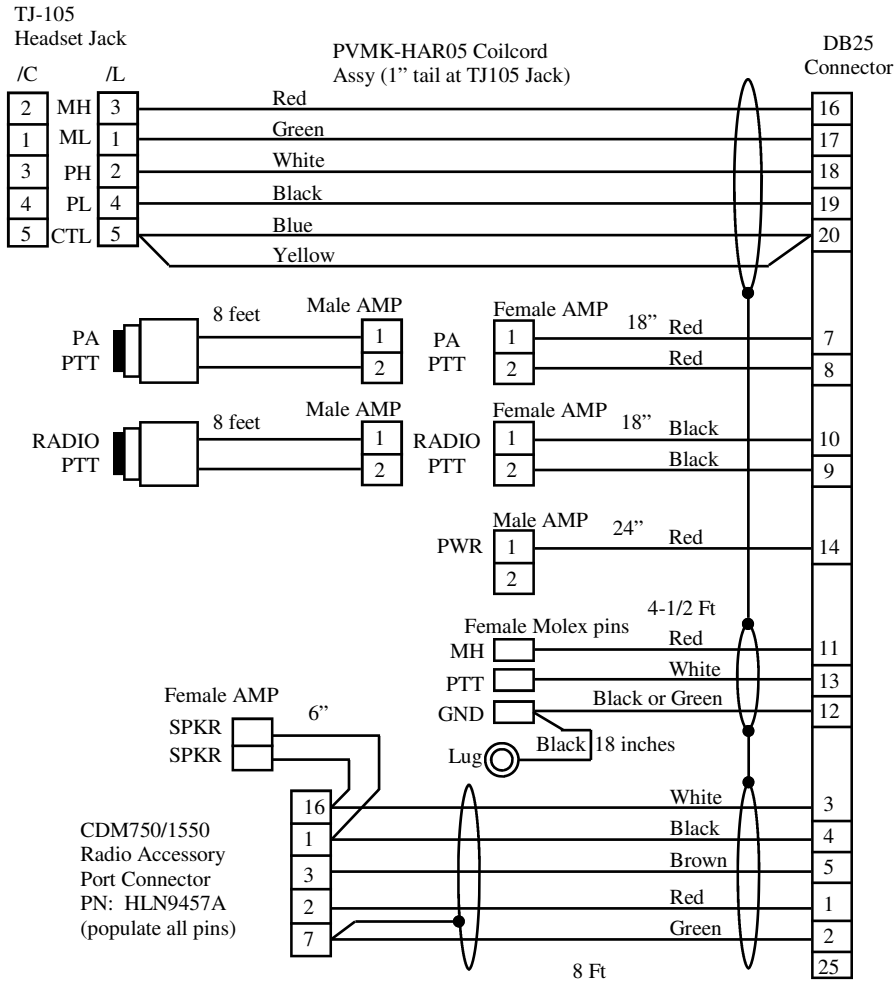 TJ-105
Headset Jack
PVMK-HAR05 Coilcord
Assy (1” tail at TJ105 Jack)
DB25
Connector
/C /L
2 MH 3 Red 16
1 ML 1 Green 17
3 PH 2 White 18
4 PL 4 Black 19
5 CTL 5 Blue 20
Yellow
8 feet Male AMP Female AMP 18”
PA
PTT
1
2
PA
PTT
1 Red 7
2 Red 8
8 feet Male AMP Female AMP 18”
RADIO
PTT
1
2
RADIO
PTT
1 Black 10
2 Black 9
Male AMP 24”
PWR 1 Red 14
2
4-1/2 Ft
Female Molex pins
MH Red 11
PTT White 13
GND Black or Green 12
Lug Black 18 inches
Female AMP
SPKR 6”
SPKR
16 White 3
1 Black 4
3 Brown 5
2 Red 1
7 Green 2
25
CDM750/1550
Radio Accessory
Port Connector
PN: HLN9457A
(populate all pins)
8 Ft